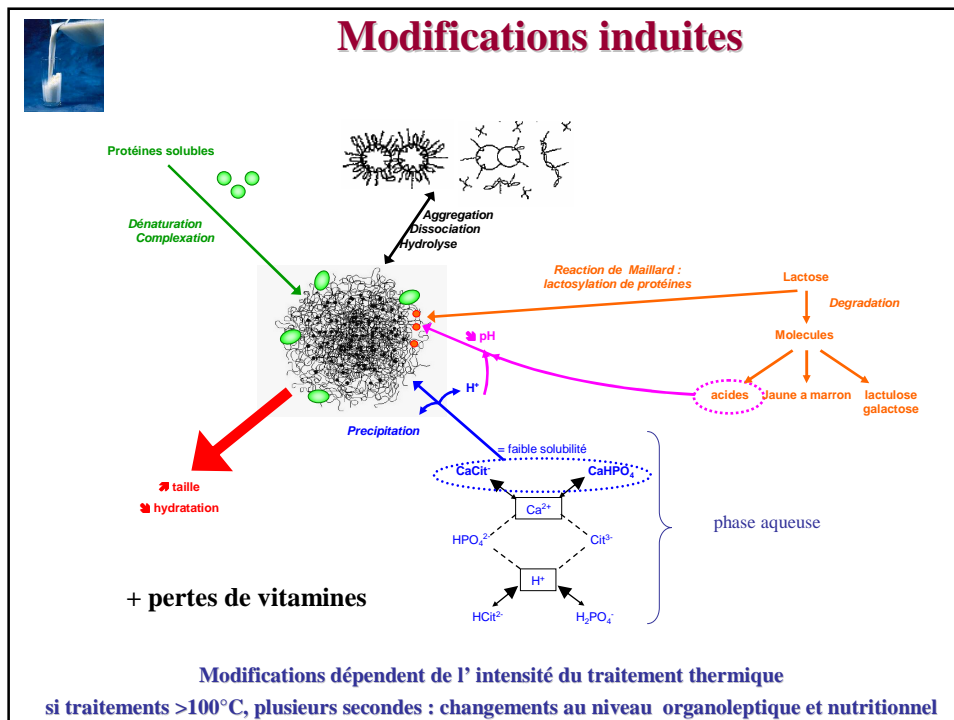 Modifications induites
Protéines solubles
Dénaturation
Complexation
Aggregation
Dissociation
Hydrolyse
Reaction de Maillard :
lactosylation de protéines
Lactose
Degradation
Molecules
acides
Jaune a marron
lactulose
galactose
pH
H⁺
Precipitation
= faible solubilité
CaCit⁻
CaHPO₄
Ca²⁺
HPO₄²⁻
Cit³⁻
H⁺
HCit²⁻
H₂PO₄⁻
phase aqueuse
taille
hydratation
+ pertes de vitamines
Modifications dépendent de l' intensité du traitement thermique
si traitements >100°C, plusieurs secondes : changements au niveau organoleptique et nutritionnel